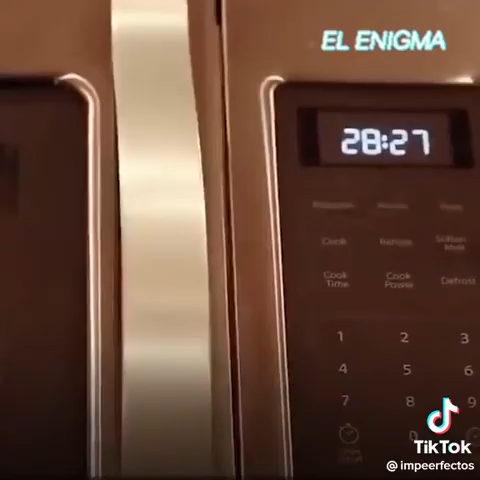 EL ENIGMA
28:27
Cook
Reheat
Soften
Melt
Cook
Time
Cook
Power
Defrost
1 2 3
4 5 6
7 8 9
0
TikTok
@impeerfectos